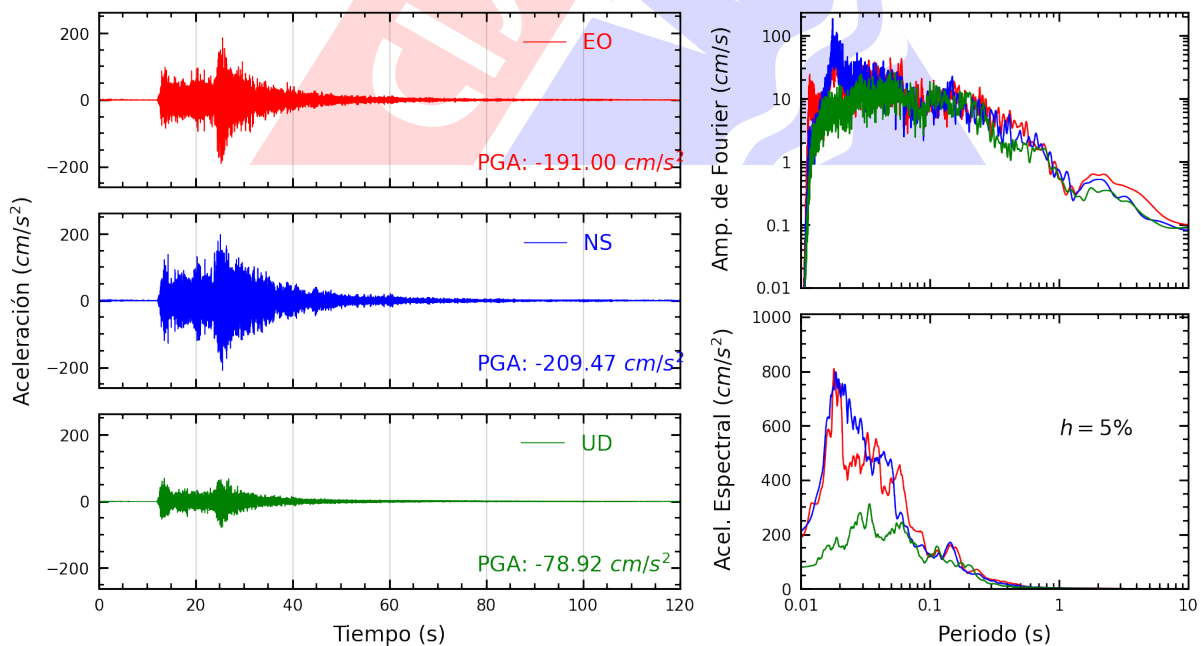 Aceleración (cm/s²)
200
0
−200
EO
PGA: -191.00 cm/s²
200
0
−200
NS
PGA: -209.47 cm/s²
200
0
−200
UD
PGA: -78.92 cm/s²
0
20
40
60
80
100
120
Tiempo (s)
Amp. de Fourier (cm/s)
100
10
1
0.1
0.01
Acel. Espectral (cm/s²)
1000
800
600
400
200
0
h = 5%
0.01
0.1
1
10
Periodo (s)